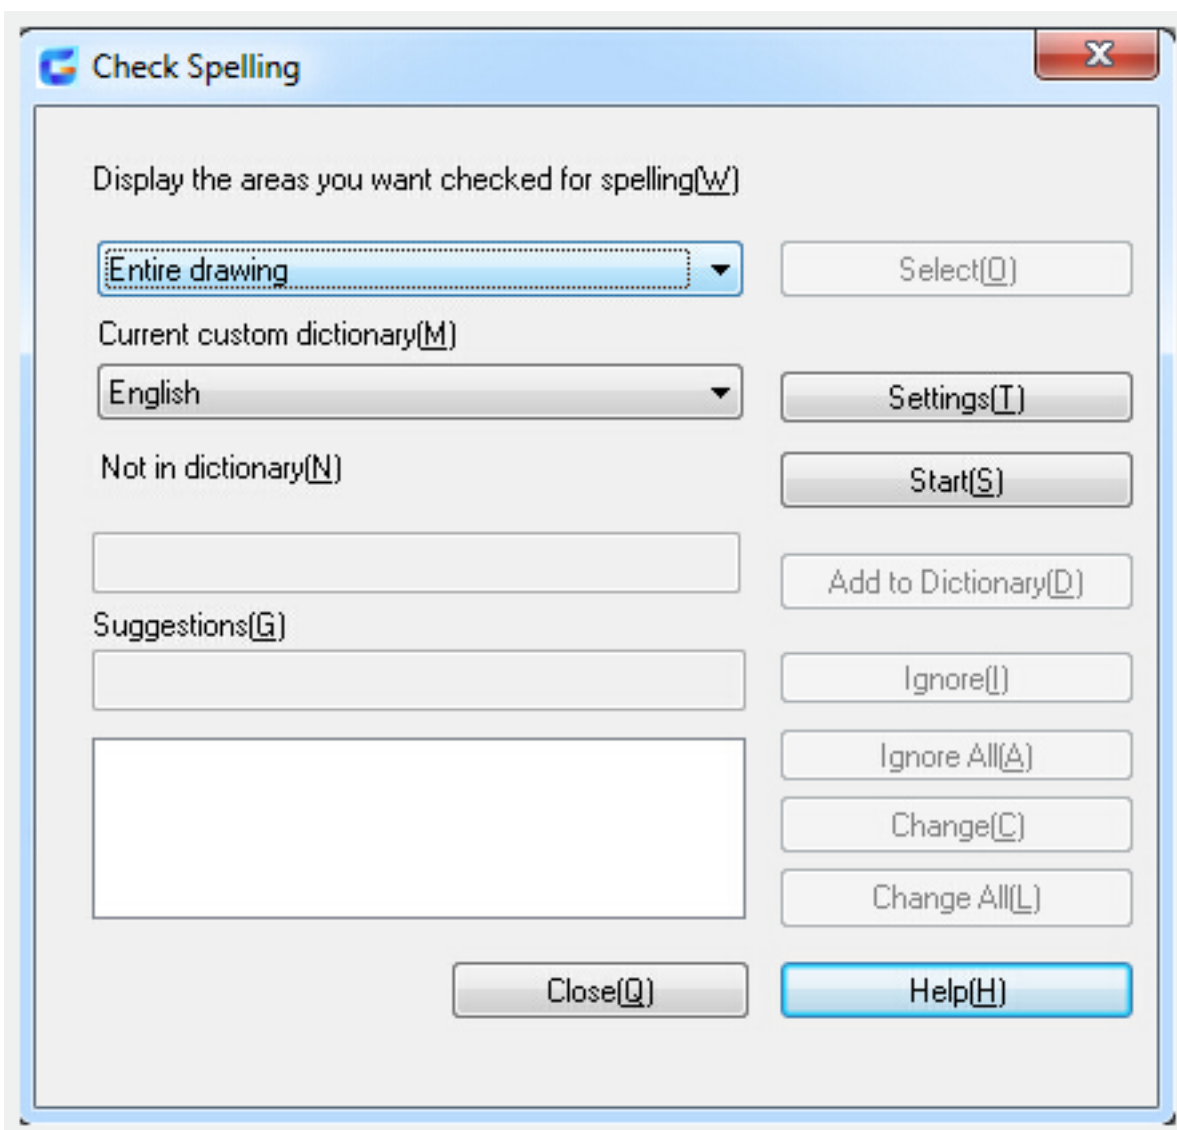 Check Spelling
Display the areas you want checked for spelling(W)
Entire drawing
Select(O)
Current custom dictionary(M)
English
Settings(T)
Not in dictionary(N)
Start(S)
Add to Dictionary(D)
Suggestions(G)
Ignore(I)
Ignore All(A)
Change(C)
Change All(L)
Close(Q)
Help(H)